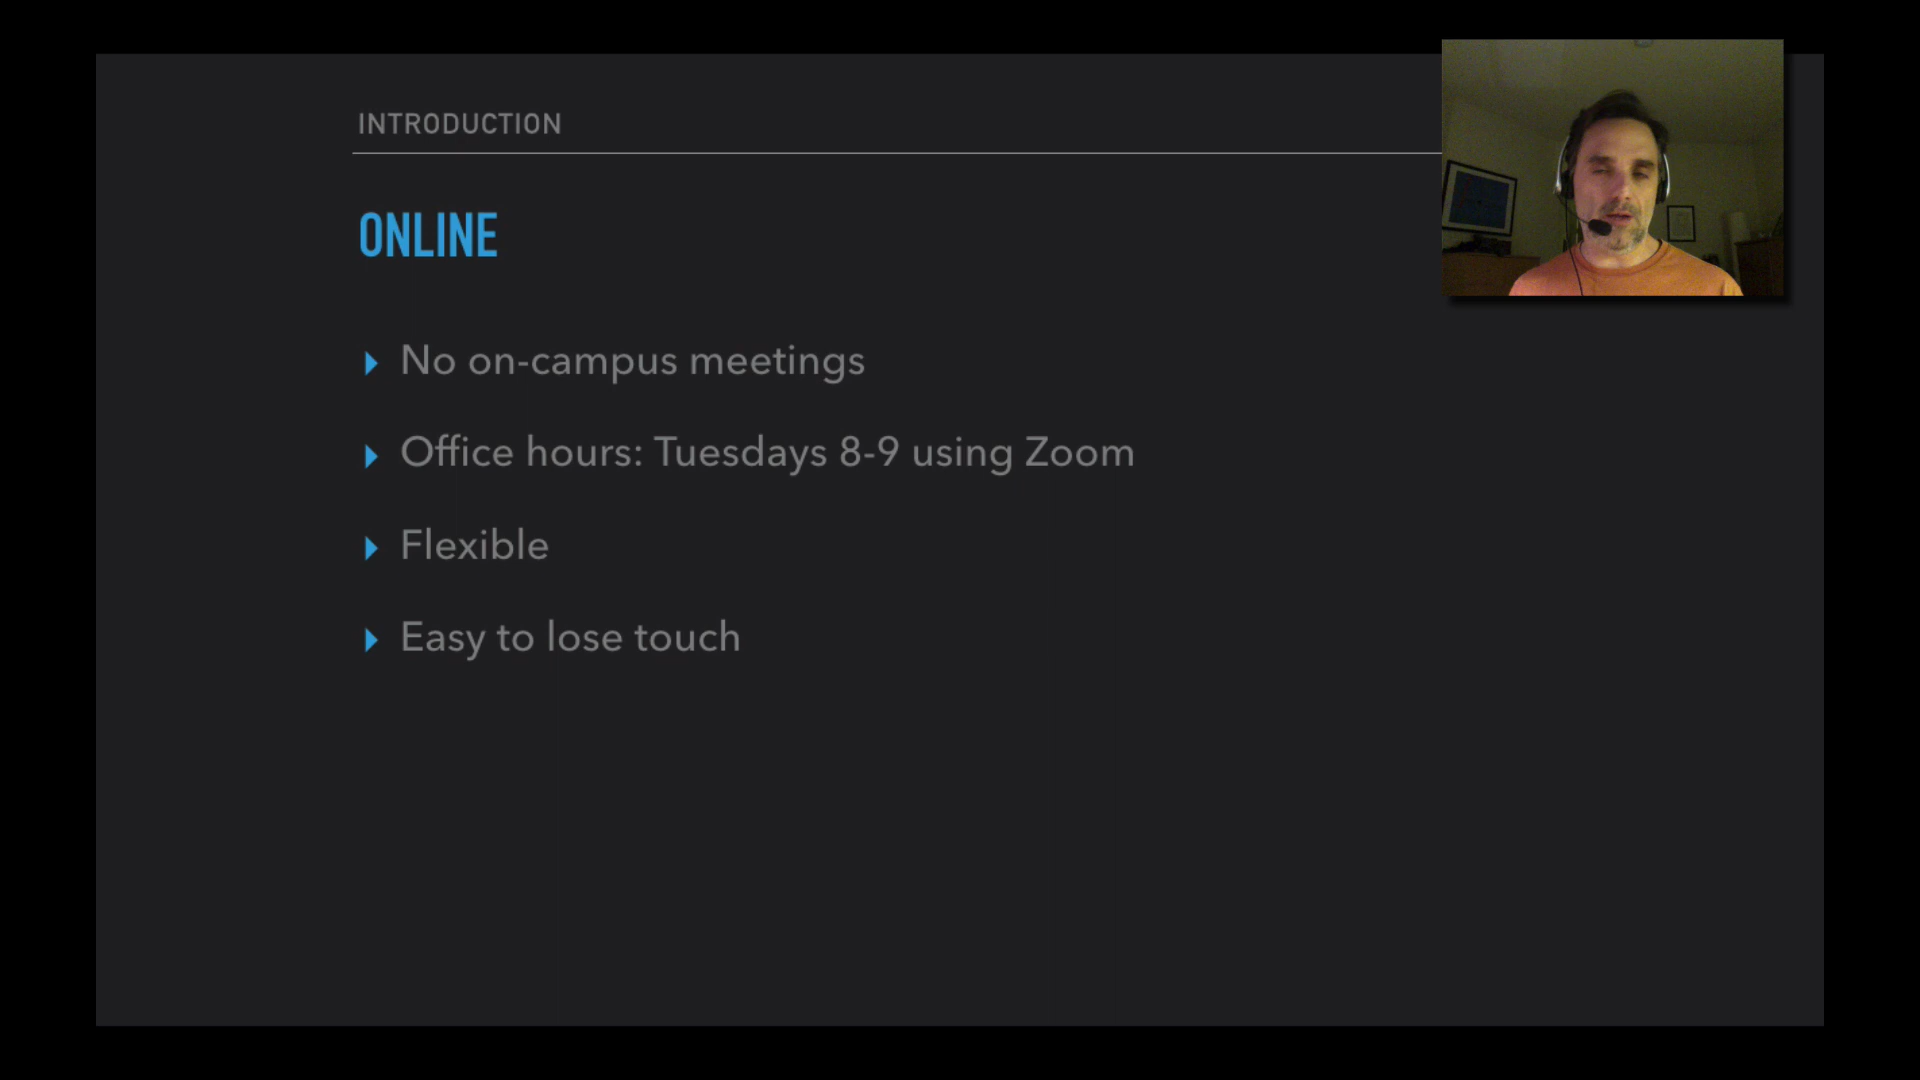 INTRODUCTION
ONLINE
No on-campus meetings
Office hours: Tuesdays 8-9 using Zoom
Flexible
Easy to lose touch